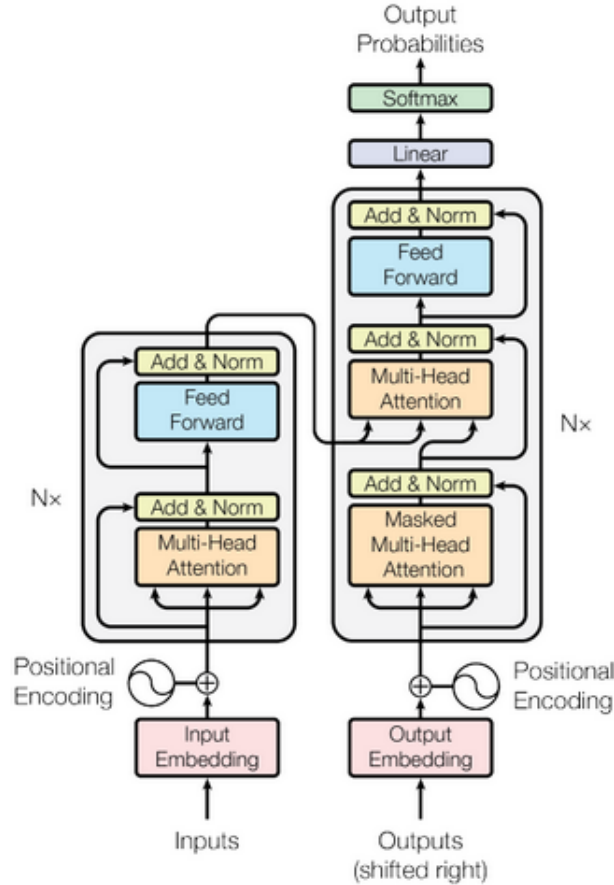 Output
Probabilities
Softmax
Linear
Add & Norm
Feed
Forward
Add & Norm
Multi-Head
Attention
Add & Norm
Masked
Multi-Head
Attention
N×
Add & Norm
Feed
Forward
Add & Norm
Multi-Head
Attention
N×
Positional
Encoding
Positional
Encoding
Input
Embedding
Output
Embedding
Inputs
Outputs
(shifted right)